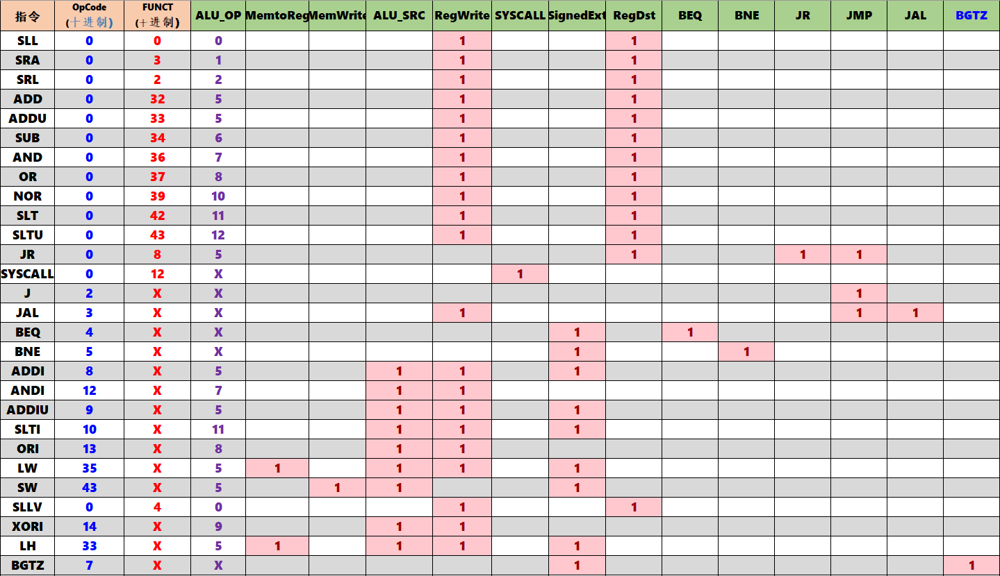 指令 OpCode (十进制) FUNCT (十进制) ALU_OP MemtoReg MemWrite ALU_SRC RegWrite SYSCALL SignedExt RegDst BEQ BNE JR JMP JAL BGTZ
SLL 0 0 0 1 1
SRA 0 3 1 1 1
SRL 0 2 2 1 1
ADD 0 32 5 1 1
ADDU 0 33 5 1 1
SUB 0 34 6 1 1
AND 0 36 7 1 1
OR 0 37 8 1 1
NOR 0 39 10 1 1
SLT 0 42 11 1 1
SLTU 0 43 12 1 1
JR 0 8 5 1 1 1
SYSCALL 0 12 X 1
J 2 X X 1
JAL 3 X X 1 1 1
BEQ 4 X X 1 1
BNE 5 X X 1 1
ADDI 8 X 5 1 1 1
ANDI 12 X 7 1 1
ADDIU 9 X 5 1 1 1
SLTI 10 X 11 1 1 1
ORI 13 X 8 1 1
LW 35 X 5 1 1 1 1
SW 43 X 5 1 1 1
SLLV 0 4 0 1 1
XORI 14 X 9 1 1
LH 33 X 5 1 1 1 1
BGTZ 7 X X 1 1